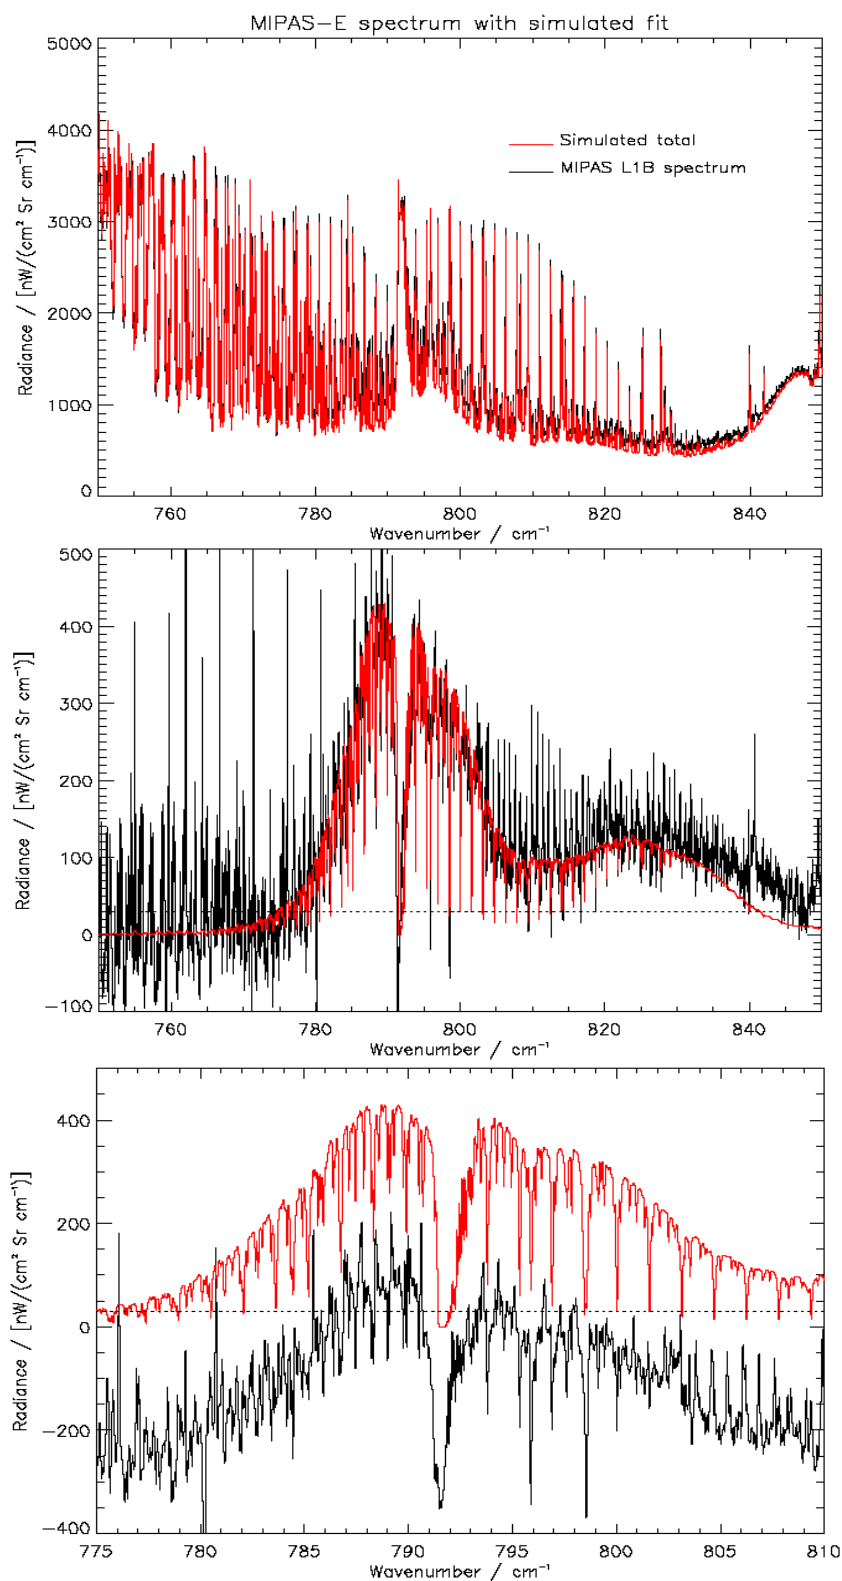 MIPAS−E spectrum with simulated fit
5000
4000
3000
2000
1000
0
Radiance / [nW/(cm² Sr cm⁻¹)]
Simulated total
MIPAS L1B spectrum
760 780 800 820 840
Wavenumber / cm⁻¹
500
400
300
200
100
0
−100
Radiance / [nW/(cm² Sr cm⁻¹)]
760 780 800 820 840
Wavenumber / cm⁻¹
400
200
0
−200
−400
Radiance / [nW/(cm² Sr cm⁻¹)]
775 780 785 790 795 800 805 810
Wavenumber / cm⁻¹